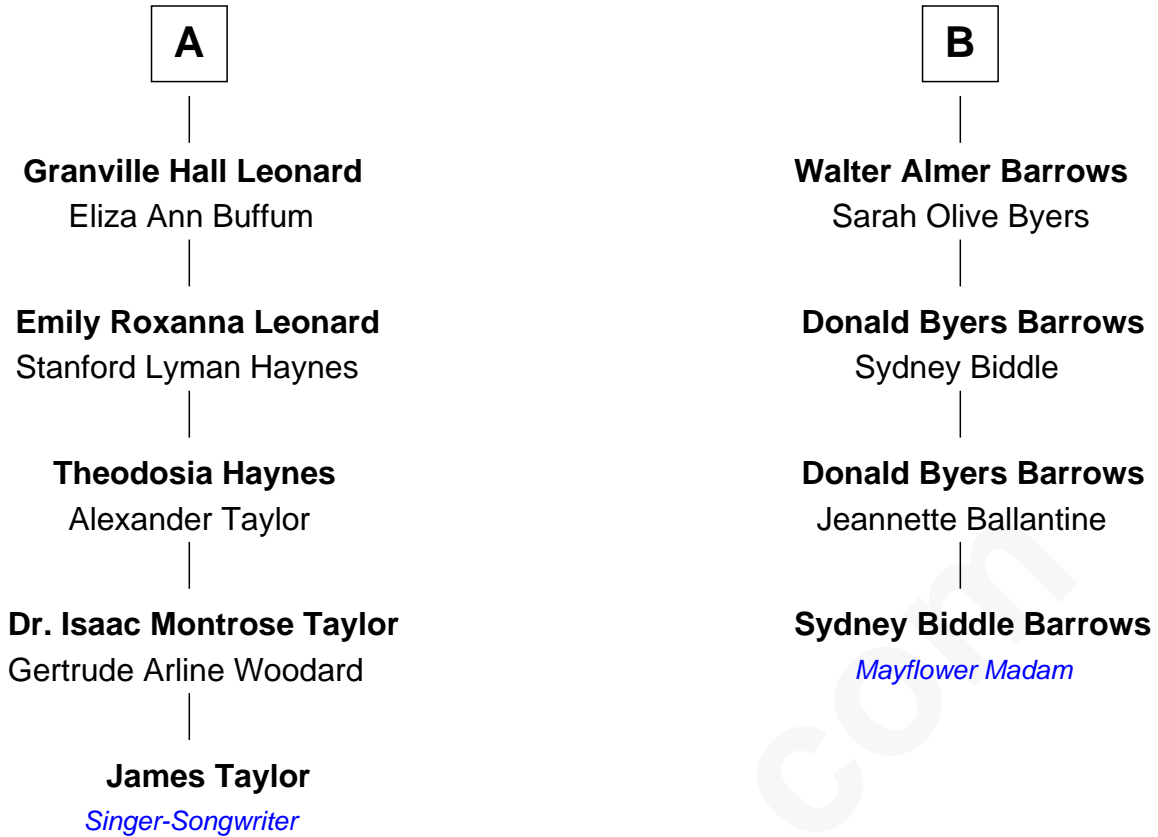 A
Granville Hall Leonard
Eliza Ann Buffum
Emily Roxanna Leonard
Stanford Lyman Haynes
Theodosia Haynes
Alexander Taylor
Dr. Isaac Montrose Taylor
Gertrude Arline Woodard
James Taylor
Singer-Songwriter
B
Walter Almer Barrows
Sarah Olive Byers
Donald Byers Barrows
Sydney Biddle
Donald Byers Barrows
Jeannette Ballantine
Sydney Biddle Barrows
Mayflower Madam
com